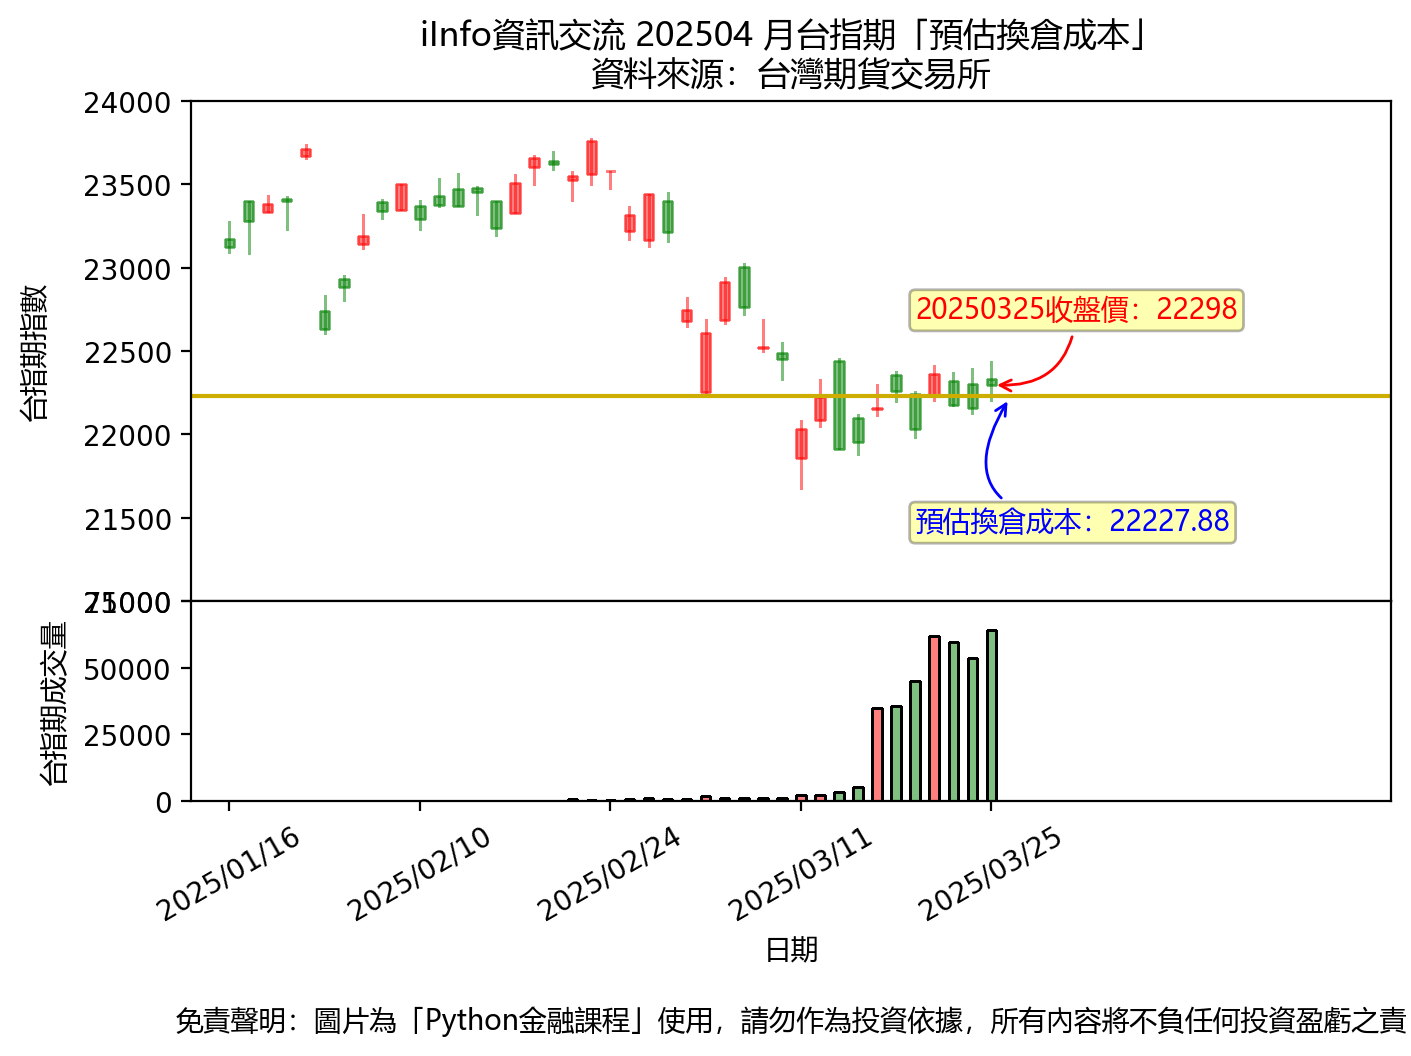 iInfo資訊交流 202504 月台指期「預估換倉成本」
資料來源：台灣期貨交易所
24000
23500
23000
22500
22000
21500
21000
台指期指數
20250325收盤價：22298
預估換倉成本：22227.88
75000
50000
25000
0
台指期成交量
2025/01/16
2025/02/10
2025/02/24
2025/03/11
2025/03/25
日期
免責聲明：圖片為「Python金融課程」使用，請勿作為投資依據，所有內容將不負任何投資盈虧之責